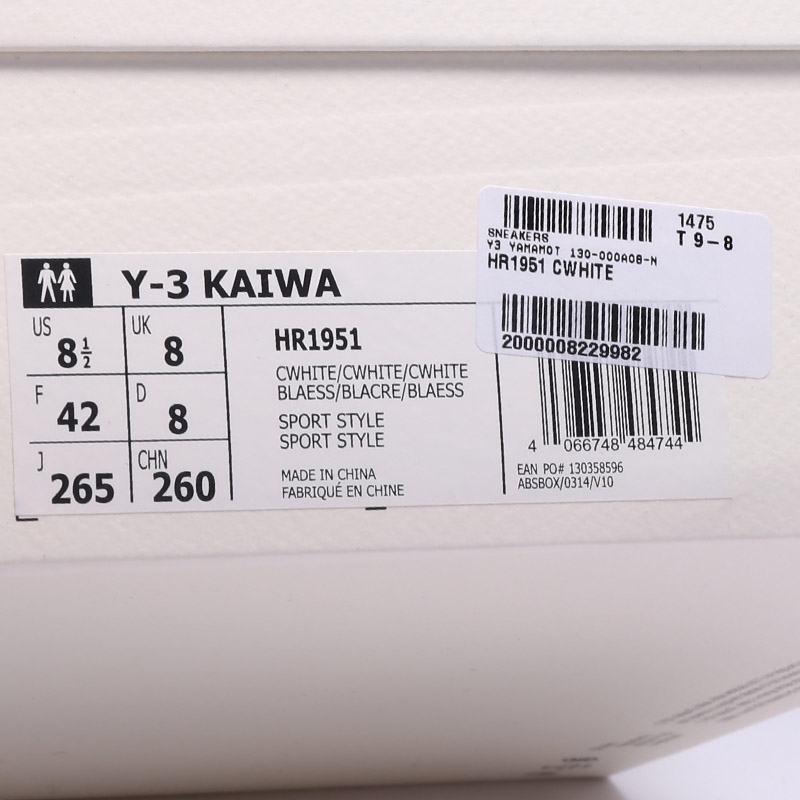 1475
T 9-8
SNEAKERS
Y3 YAMAMOT 130-000A08-N
HR1951 CWHITE
2000008229982
Y-3 KAIWA
US 8½
UK 8
F 42
D 8
J 265
CHN 260
HR1951
CWHITE/CWHITE/CWHITE
BLAESS/BLACRE/BLAESS
SPORT STYLE
SPORT STYLE
MADE IN CHINA
FABRIQUÉ EN CHINE
4 066748 484744
EAN PO# 130358596
ABSBOX/0314/V10